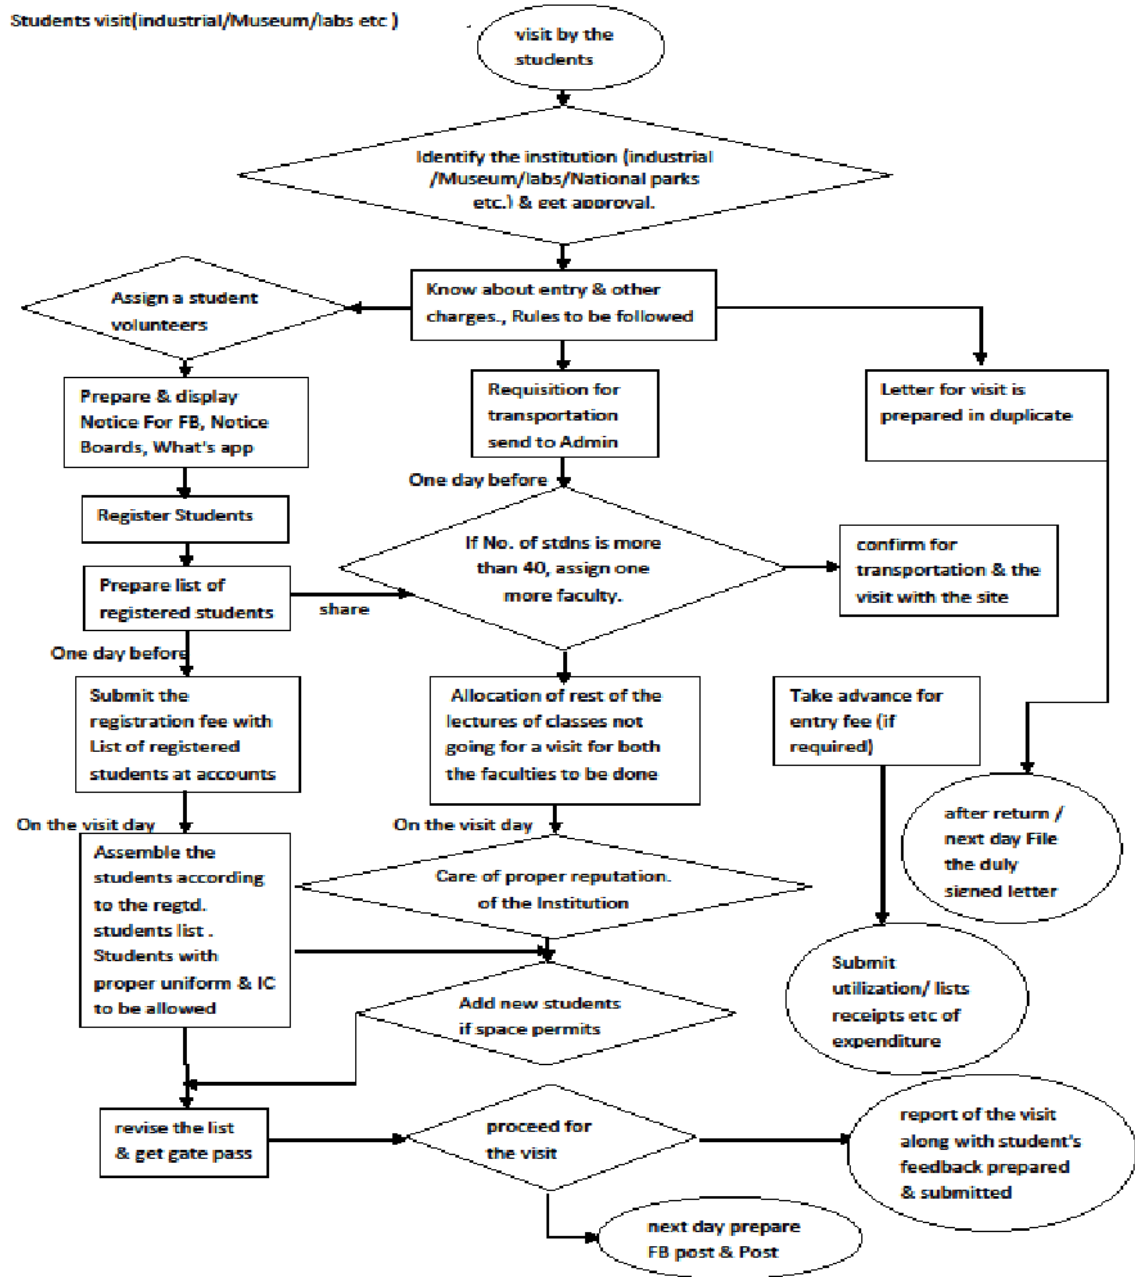 Students visit(industrial/Museum/labs etc )
visit by the
students
Identify the institution (industrial
/Museum/labs/National parks
etc.) & get approval.
Assign a student
volunteers
Know about entry & other
charges., Rules to be followed
Prepare & display
Notice For FB, Notice
Boards, What's app
Requisition for
transportation
send to Admin
Letter for visit is
prepared in duplicate
One day before
Register Students
If No. of stdns is more
than 40, assign one
more faculty.
confirm for
transportation & the
visit with the site
Prepare list of
registered students
share
One day before
Submit the
registration fee with
List of registered
students at accounts
Allocation of rest of the
lectures of classes not
going for a visit for both
the faculties to be done
Take advance for
entry fee (if
required)
On the visit day
On the visit day
after return /
next day File
the duly
signed letter
Assemble the
students according
to the regtd.
students list .
Students with
proper uniform & IC
to be allowed
Care of proper reputation.
of the Institution
Add new students
if space permits
Submit
utilization/ lists
receipts etc of
expenditure
revise the list
& get gate pass
proceed for
the visit
report of the visit
along with student's
feedback prepared
& submitted
next day prepare
FB post & Post